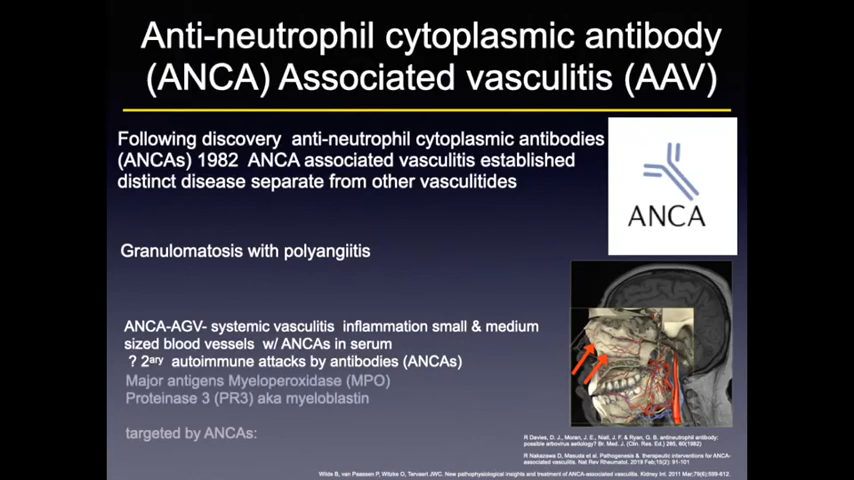 Anti-neutrophil cytoplasmic antibody
(ANCA) Associated vasculitis (AAV)
Following discovery anti-neutrophil cytoplasmic antibodies
(ANCAs) 1982 ANCA associated vasculitis established
distinct disease separate from other vasculitides
ANCA
Granulomatosis with polyangiitis
ANCA-AGV- systemic vasculitis inflammation small & medium
sized blood vessels w/ ANCAs in serum
? 2ary autoimmune attacks by antibodies (ANCAs)
Major antigens Myeloperoxidase (MPO)
Proteinase 3 (PR3) aka myeloblastin
targeted by ANCAs:
R Davies, D. J., Moran, J. E., Niall, J. F. & Ryan, G. B. antineutrophil antibody:
possible arbovirus aetiology? Br. Med. J. (Clin. Res. Ed.) 285, 60(1982)
R Nakazawa D, Masuda et al. Pathogenesis & therapeutic interventions for ANCA-
associated vasculitis. Nat Rev Rheumatol. 2019 Feb;15(2): 91-101
Wilde B, van Paassen P, Witzke O, Tervaert JWC. New pathophysiological insights and treatment of ANCA-associated vasculitis. Kidney Int. 2011 Mar;79(6):599-612.